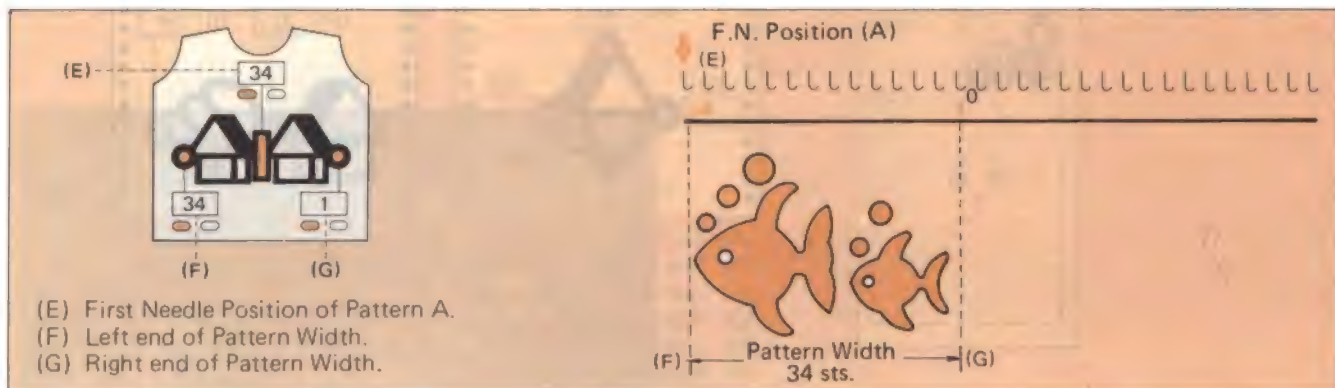 (E)
34
34
1
(F)
(G)
(E) First Needle Position of Pattern A.
(F) Left end of Pattern Width.
(G) Right end of Pattern Width.
F.N. Position (A)
(E)
0
(F)
Pattern Width
34 sts.
(G)